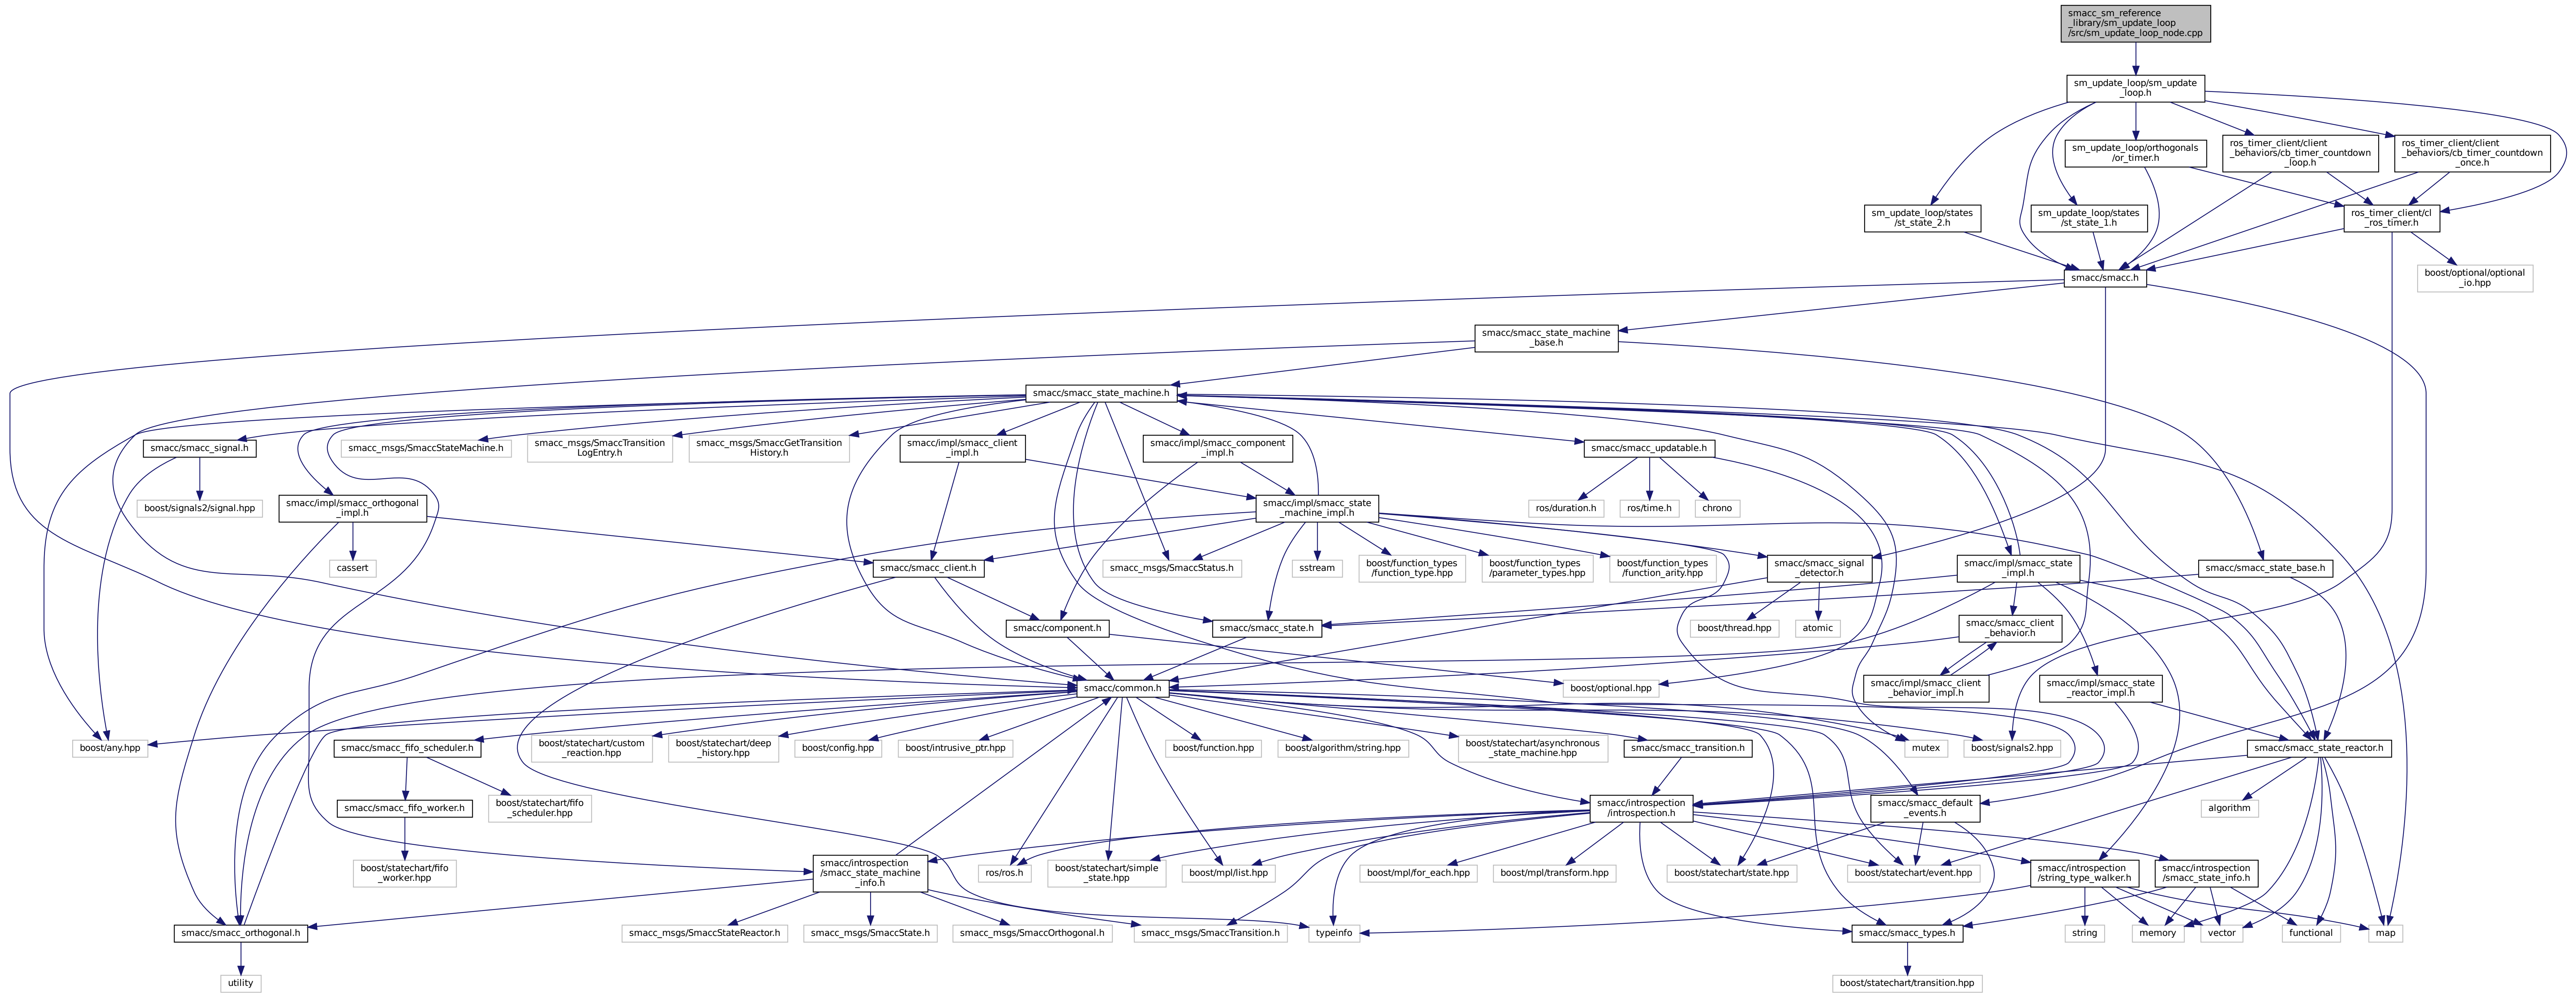 smacc_sm_reference
_library/sm_update_loop
/src/sm_update_loop_node.cpp
sm_update_loop/sm_update
_loop.h
sm_update_loop/orthogonals
/or_timer.h
ros_timer_client/client
_behaviors/cb_timer_countdown
_loop.h
ros_timer_client/client
_behaviors/cb_timer_countdown
_once.h
sm_update_loop/states
/st_state_2.h
sm_update_loop/states
/st_state_1.h
ros_timer_client/cl
_ros_timer.h
smacc/smacc.h
boost/optional/optional
_io.hpp
smacc/smacc_state_machine
_base.h
smacc/smacc_state_machine.h
smacc/smacc_signal.h
smacc_msgs/SmaccStateMachine.h
smacc_msgs/SmaccTransition
LogEntry.h
smacc_msgs/SmaccGetTransition
History.h
smacc/impl/smacc_client
_impl.h
smacc/impl/smacc_component
_impl.h
smacc/smacc_updatable.h
boost/signals2/signal.hpp
smacc/impl/smacc_orthogonal
_impl.h
smacc/impl/smacc_state
_machine_impl.h
ros/duration.h
ros/time.h
chrono
cassert
smacc/smacc_client.h
smacc_msgs/SmaccStatus.h
sstream
boost/function_types
/function_type.hpp
boost/function_types
/parameter_types.hpp
boost/function_types
/function_arity.hpp
smacc/smacc_signal
_detector.h
smacc/impl/smacc_state
_impl.h
smacc/smacc_state_base.h
smacc/component.h
smacc/smacc_state.h
boost/thread.hpp
atomic
smacc/smacc_client
_behavior.h
smacc/common.h
boost/optional.hpp
smacc/impl/smacc_client
_behavior_impl.h
smacc/impl/smacc_state
_reactor_impl.h
boost/any.hpp
smacc/smacc_fifo_scheduler.h
boost/statechart/custom
_reaction.hpp
boost/statechart/deep
_history.hpp
boost/config.hpp
boost/intrusive_ptr.hpp
boost/function.hpp
boost/algorithm/string.hpp
boost/statechart/asynchronous
_state_machine.hpp
smacc/smacc_transition.h
mutex
boost/signals2.hpp
smacc/smacc_state_reactor.h
smacc/smacc_fifo_worker.h
boost/statechart/fifo
_scheduler.hpp
smacc/introspection
/introspection.h
smacc/smacc_default
_events.h
algorithm
boost/statechart/fifo
_worker.hpp
smacc/introspection
/smacc_state_machine
_info.h
ros/ros.h
boost/statechart/simple
_state.hpp
boost/mpl/list.hpp
boost/mpl/for_each.hpp
boost/mpl/transform.hpp
boost/statechart/state.hpp
boost/statechart/event.hpp
smacc/introspection
/string_type_walker.h
smacc/introspection
/smacc_state_info.h
smacc/smacc_orthogonal.h
smacc_msgs/SmaccStateReactor.h
smacc_msgs/SmaccState.h
smacc_msgs/SmaccOrthogonal.h
smacc_msgs/SmaccTransition.h
typeinfo
smacc/smacc_types.h
string
memory
vector
functional
map
utility
boost/statechart/transition.hpp